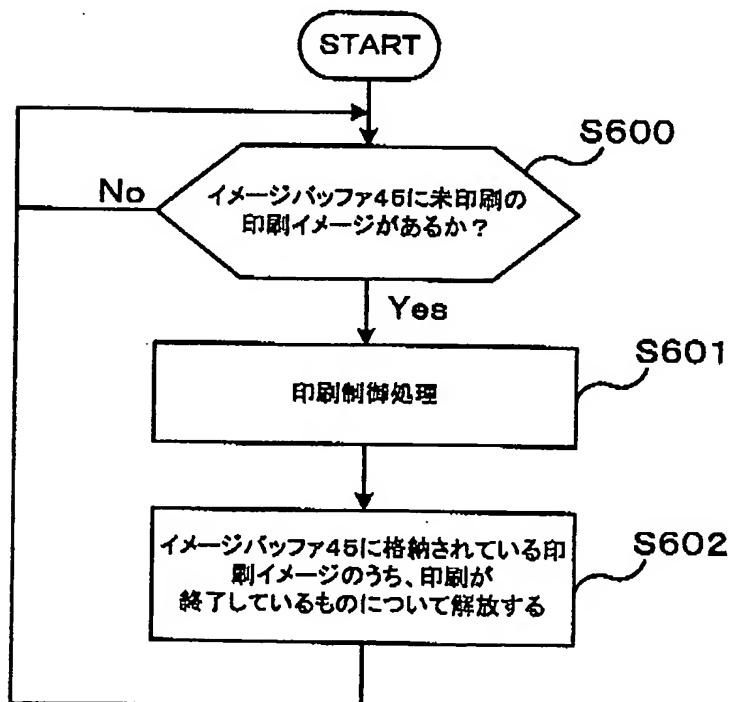 START
S600
イメージバッファ45に未印刷の
印刷イメージがあるか？
No
Yes
S601
印刷制御処理
S602
イメージバッファ45に格納されている印
刷イメージのうち、印刷が
終了しているものについて解放する